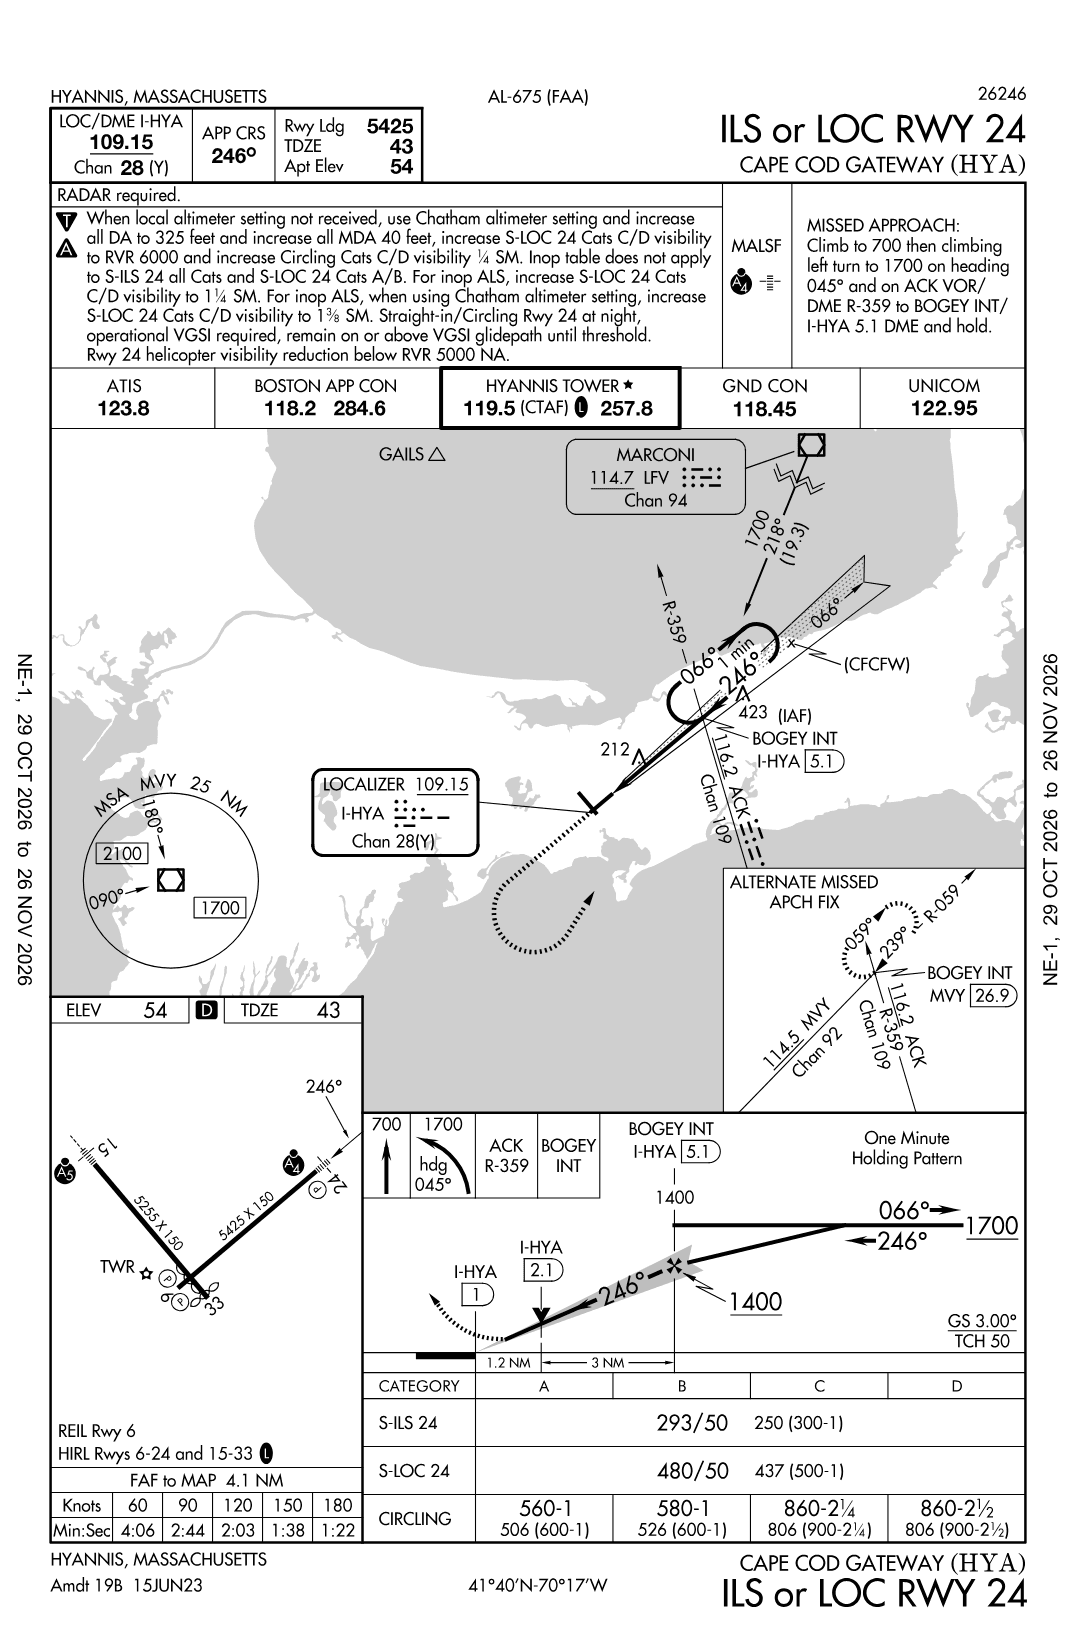 HYANNIS, MASSACHUSETTS
AL-675 (FAA)
26246
LOC/DME I-HYA
109.15
Chan 28 (Y)
APP CRS
246°
Rwy Ldg 5425
TDZE 43
Apt Elev 54
ILS or LOC RWY 24
CAPE COD GATEWAY (HYA)
RADAR required.
T
A
When local altimeter setting not received, use Chatham altimeter setting and increase
all DA to 325 feet and increase all MDA 40 feet, increase S-LOC 24 Cats C/D visibility
to RVR 6000 and increase Circling Cats C/D visibility ¼ SM. Inop table does not apply
to S-ILS 24 all Cats and S-LOC 24 Cats A/B. For inop ALS, increase S-LOC 24 Cats
C/D visibility to 1¼ SM. For inop ALS, when using Chatham altimeter setting, increase
S-LOC 24 Cats C/D visibility to 1⅜ SM. Straight-in/Circling Rwy 24 at night,
operational VGSI required, remain on or above VGSI glidepath until threshold.
Rwy 24 helicopter visibility reduction below RVR 5000 NA.
MALSF
A4
MISSED APPROACH:
Climb to 700 then climbing
left turn to 1700 on heading
045° and on ACK VOR/
DME R-359 to BOGEY INT/
I-HYA 5.1 DME and hold.
ATIS
123.8
BOSTON APP CON
118.2 284.6
HYANNIS TOWER ★
119.5 (CTAF) L 257.8
GND CON
118.45
UNICOM
122.95
GAILS
MARCONI
114.7 LFV
Chan 94
1700
218°
(19.3)
R-359
066°
066°
1 min
246°
(CFCFW)
423
(IAF)
BOGEY INT
I-HYA 5.1
212
116.2 ACK
Chan 109
LOCALIZER 109.15
I-HYA
Chan 28(Y)
MSA MVY 25 NM
180°
2100
090°
1700
ALTERNATE MISSED
APCH FIX
R-059
059°
239°
BOGEY INT
MVY 26.9
114.5 MVY
Chan 92
116.2 ACK
R-359
Chan 109
NE-1, 29 OCT 2026 to 26 NOV 2026
NE-1, 29 OCT 2026 to 26 NOV 2026
ELEV 54
D
TDZE 43
246°
15
A5
A4
24
P
5255 X 150
5425 X 150
TWR
P
6
P
33
REIL Rwy 6
HIRL Rwys 6-24 and 15-33 L
FAF to MAP 4.1 NM
Knots 60 90 120 150 180
Min:Sec 4:06 2:44 2:03 1:38 1:22
700
1700
hdg
045°
ACK
R-359
BOGEY
INT
BOGEY INT
I-HYA 5.1
1400
One Minute
Holding Pattern
066°
1700
246°
I-HYA
2.1
I-HYA
1
246°
1400
GS 3.00°
TCH 50
1.2 NM
3 NM
CATEGORY A B C D
S-ILS 24 293/50 250 (300-1)
S-LOC 24 480/50 437 (500-1)
CIRCLING
560-1
506 (600-1)
580-1
526 (600-1)
860-2¼
806 (900-2¼)
860-2½
806 (900-2½)
HYANNIS, MASSACHUSETTS
Amdt 19B 15JUN23
41°40'N-70°17'W
CAPE COD GATEWAY (HYA)
ILS or LOC RWY 24